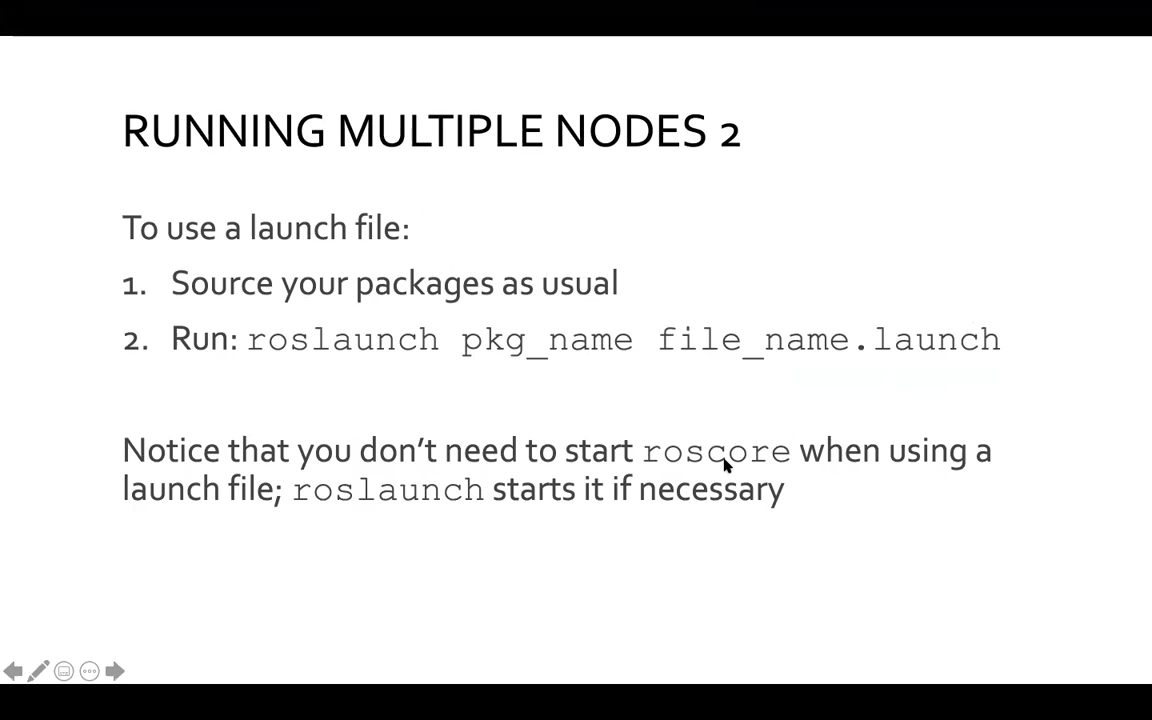 RUNNING MULTIPLE NODES 2
To use a launch file:
1. Source your packages as usual
2. Run: roslaunch pkg_name file_name.launch
Notice that you don’t need to start roscore when using a
launch file; roslaunch starts it if necessary